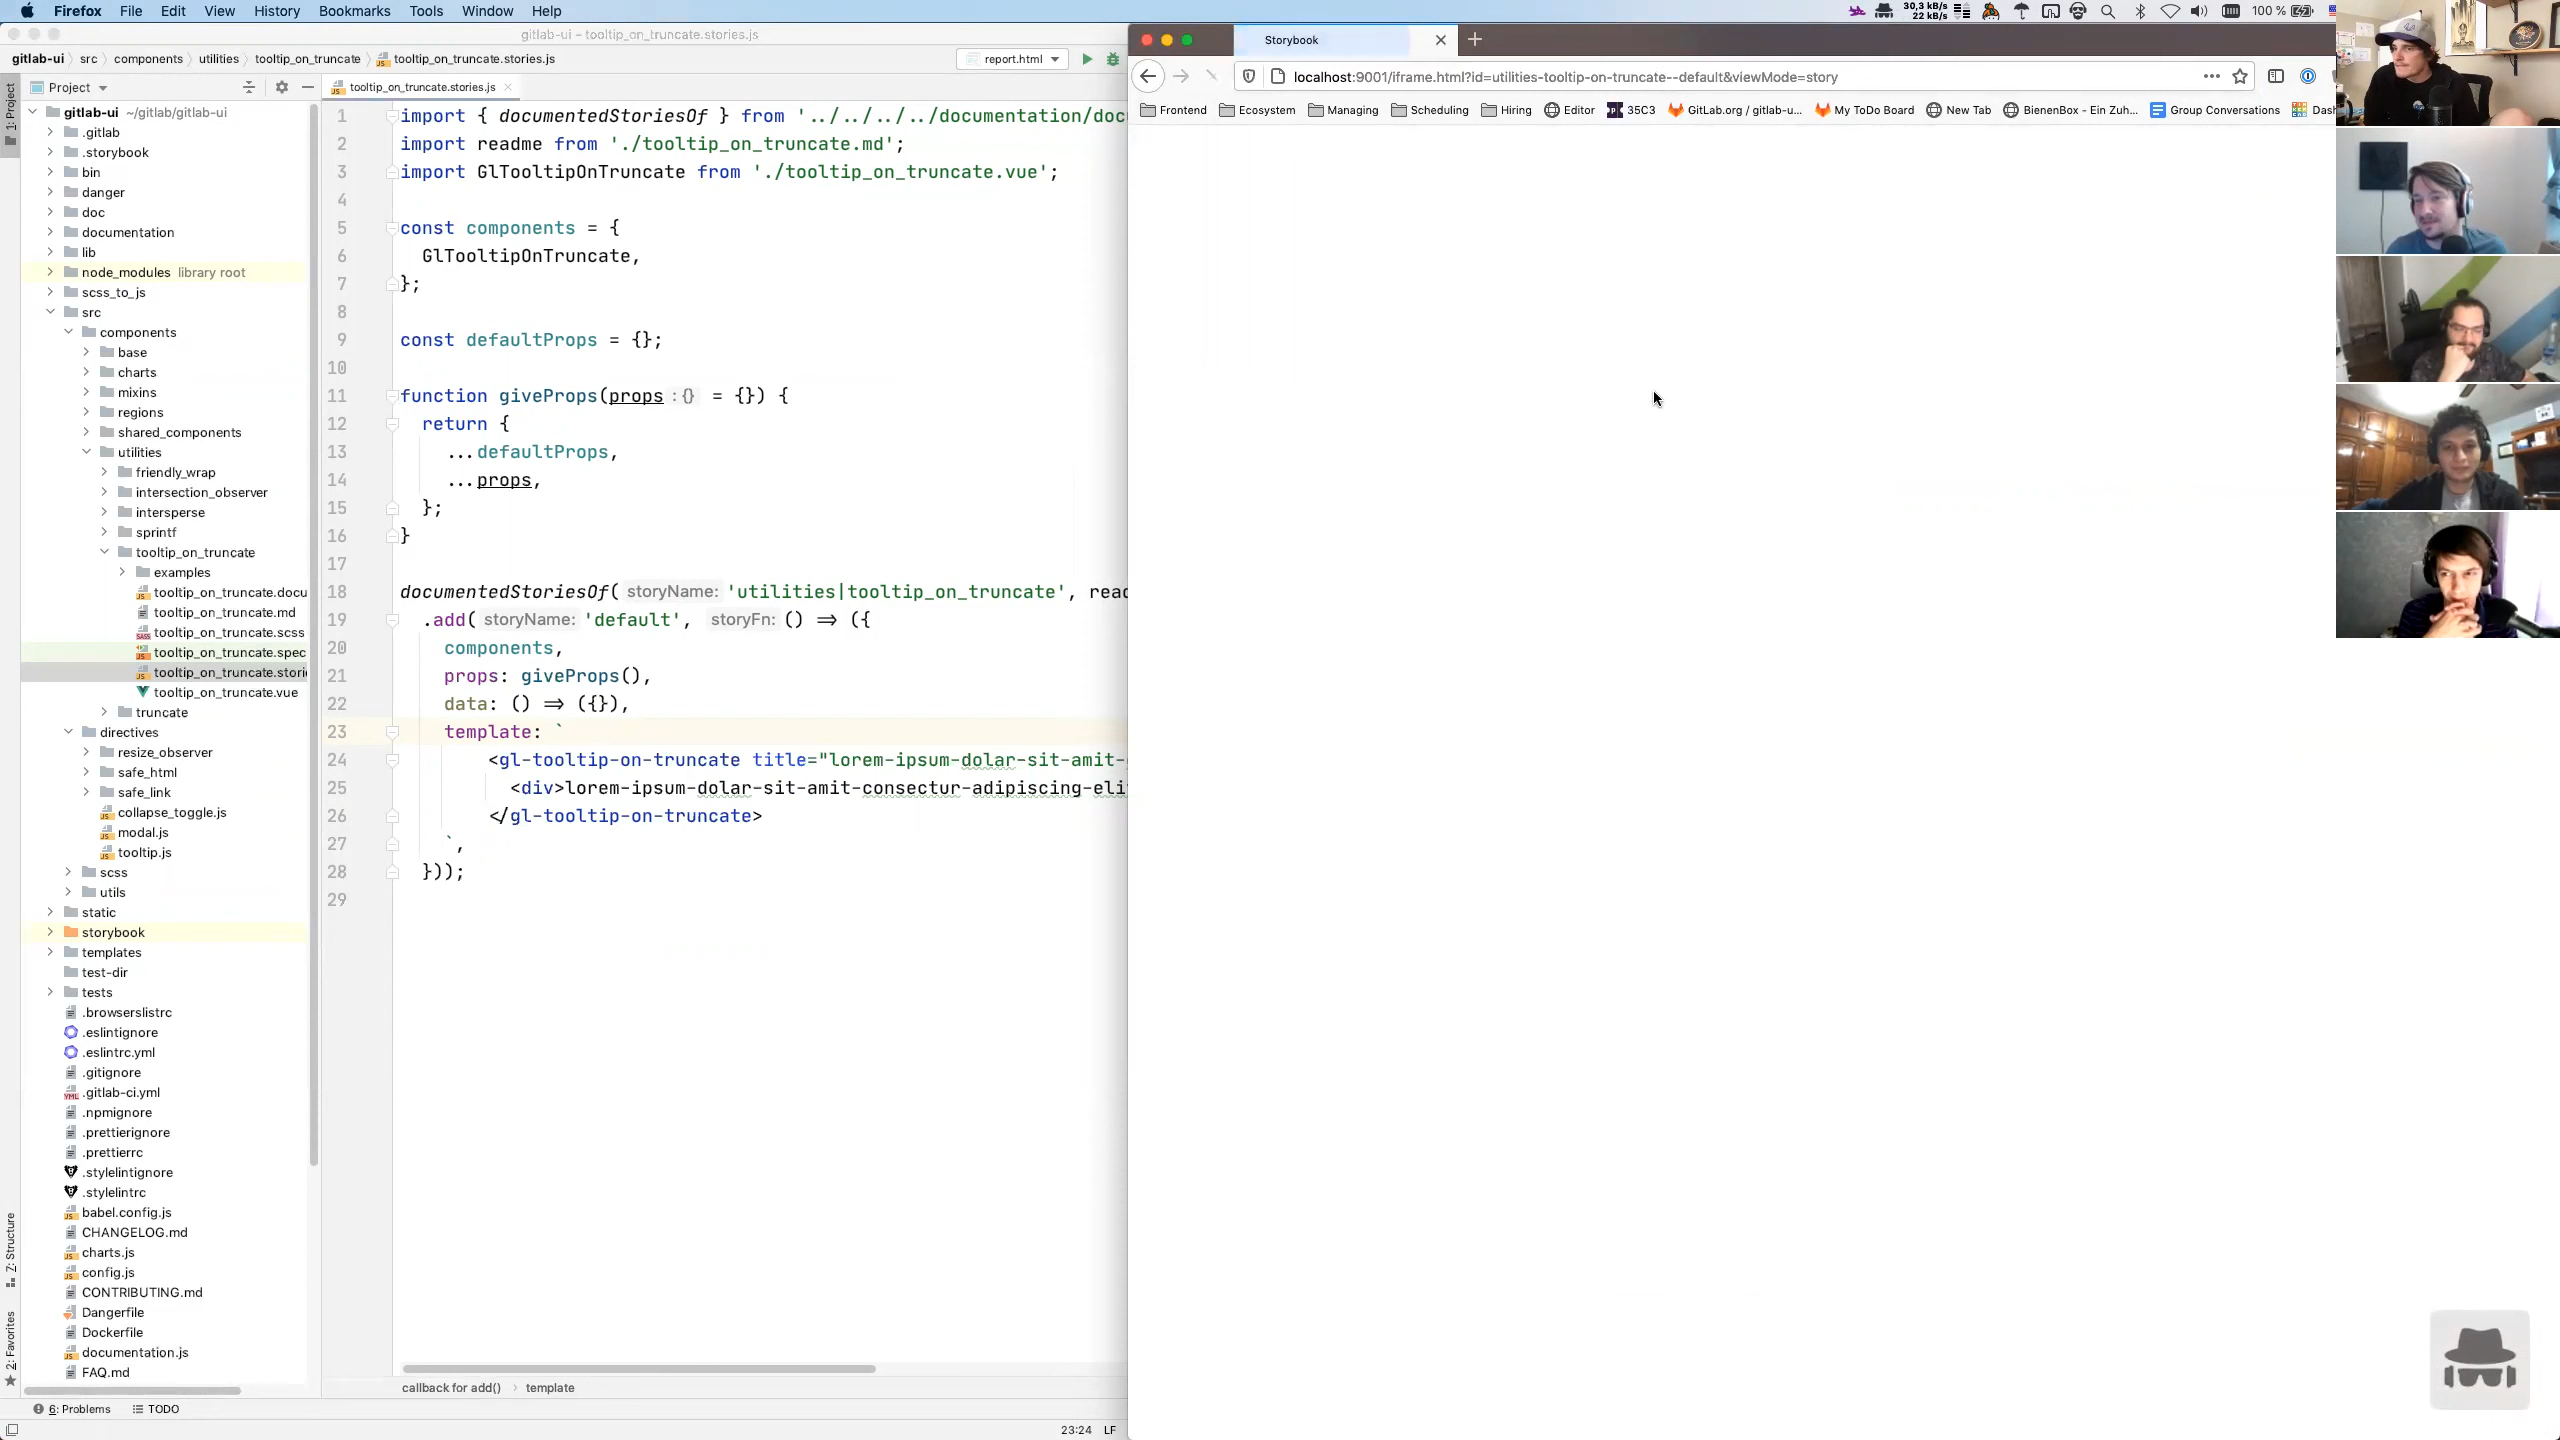 Firefox File Edit View History Bookmarks Tools Window Help
30,3 kB/s
22 kB/s
100 %
gitlab-ui – tooltip_on_truncate.stories.js
gitlab-ui src components utilities tooltip_on_truncate tooltip_on_truncate.stories.js
report.html
Project
tooltip_on_truncate.stories.js
1: Project
gitlab-ui ~/gitlab/gitlab-ui
.gitlab
.storybook
bin
danger
doc
documentation
lib
node_modules library root
scss_to_js
src
components
base
charts
mixins
regions
shared_components
utilities
friendly_wrap
intersection_observer
intersperse
sprintf
tooltip_on_truncate
examples
tooltip_on_truncate.docu
tooltip_on_truncate.md
tooltip_on_truncate.scss
tooltip_on_truncate.spec
tooltip_on_truncate.stori
tooltip_on_truncate.vue
truncate
directives
resize_observer
safe_html
safe_link
collapse_toggle.js
modal.js
tooltip.js
scss
utils
static
storybook
templates
test-dir
tests
.browserslistrc
.eslintignore
.eslintrc.yml
.gitignore
.gitlab-ci.yml
.npmignore
.prettierignore
.prettierrc
.stylelintignore
.stylelintrc
babel.config.js
CHANGELOG.md
charts.js
config.js
CONTRIBUTING.md
Dangerfile
Dockerfile
documentation.js
FAQ.md
Z: Structure
2: Favorites
1 import { documentedStoriesOf } from '../../../../documentation/doc
2 import readme from './tooltip_on_truncate.md';
3 import GlTooltipOnTruncate from './tooltip_on_truncate.vue';
4
5 const components = {
6 GlTooltipOnTruncate,
7 };
8
9 const defaultProps = {};
10
11 function giveProps(props :{} = {}) {
12 return {
13 ...defaultProps,
14 ...props,
15 };
16 }
17
18 documentedStoriesOf( storyName: 'utilities|tooltip_on_truncate', read
19 .add( storyName: 'default', storyFn: () ⇒ ({
20 components,
21 props: giveProps(),
22 data: () ⇒ ({}),
23 template: `
24 <gl-tooltip-on-truncate title="lorem-ipsum-dolar-sit-amit-
25 <div>lorem-ipsum-dolar-sit-amit-consectur-adipiscing-eli
26 </gl-tooltip-on-truncate>
27 `,
28 }));
29
callback for add() template
6: Problems TODO
23:24 LF
Storybook
localhost:9001/iframe.html?id=utilities-tooltip-on-truncate--default&viewMode=story
Frontend Ecosystem Managing Scheduling Hiring Editor 35C3 GitLab.org / gitlab-u... My ToDo Board New Tab BienenBox - Ein Zuh... Group Conversations Dash